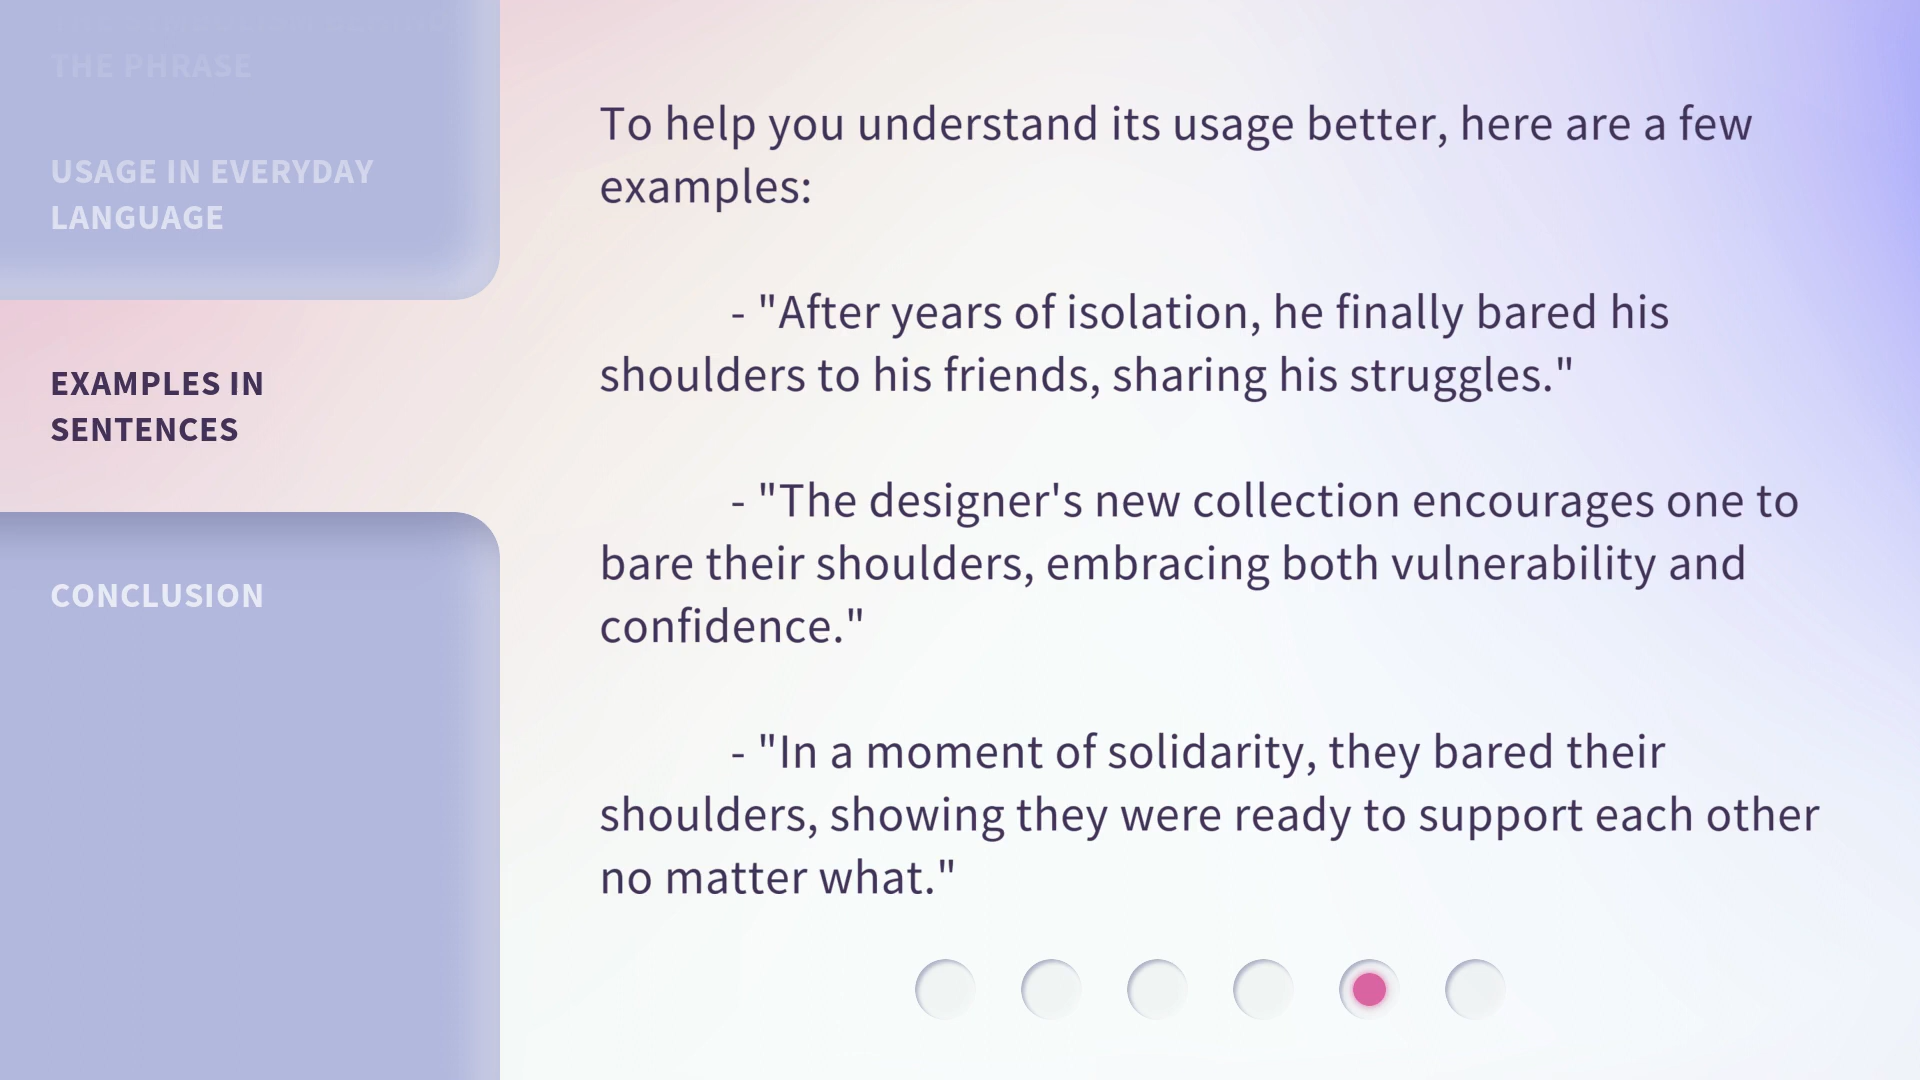 THE PHRASE
USAGE IN EVERYDAY
LANGUAGE
EXAMPLES IN
SENTENCES
CONCLUSION
To help you understand its usage better, here are a few
examples:
- "After years of isolation, he finally bared his
shoulders to his friends, sharing his struggles."
- "The designer's new collection encourages one to
bare their shoulders, embracing both vulnerability and
confidence."
- "In a moment of solidarity, they bared their
shoulders, showing they were ready to support each other
no matter what."